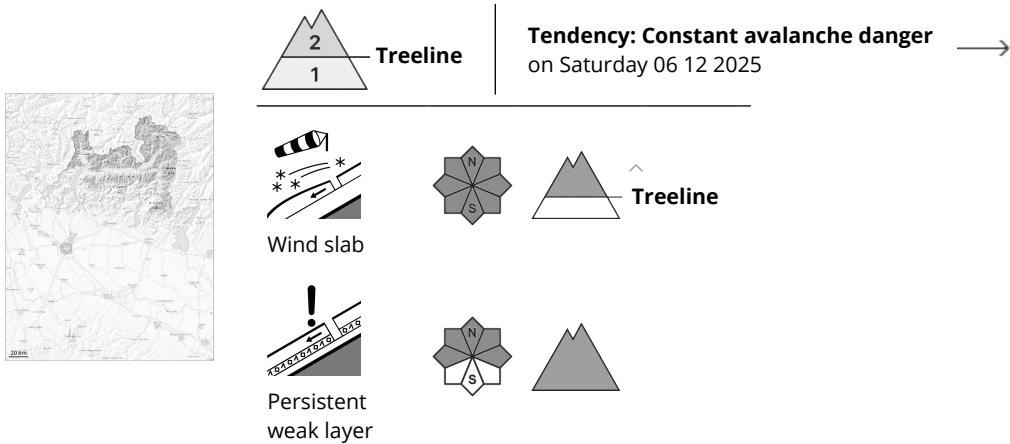 2
1
Treeline
Tendency: Constant avalanche danger
on Saturday 06 12 2025
20 km
N
S
Treeline
Wind slab
N
S
Persistent
weak layer